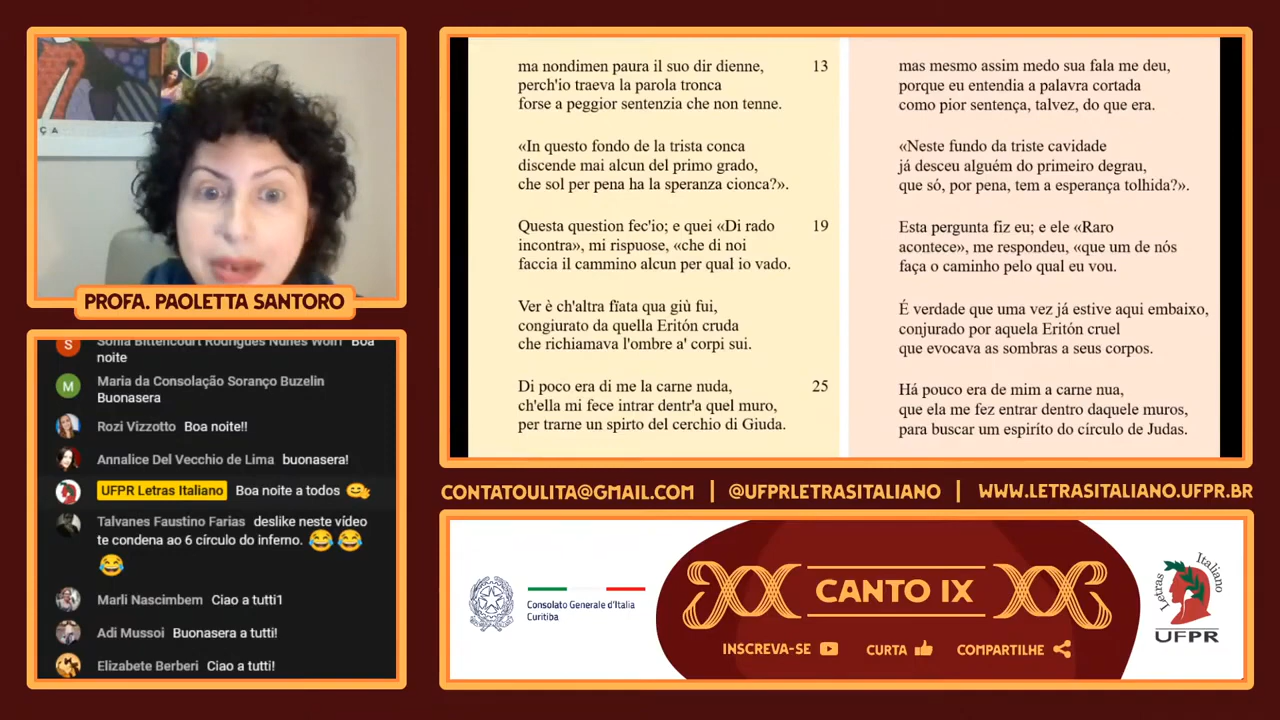 PROFA. PAOLETTA SANTORO
Sonia Bittencourt Rodrigues Nunes Wolff Boa
noite
M Maria da Consolação Soranço Buzelin
Buonasera
Rozi Vizzotto Boa noite!!
Annalice Del Vecchio de Lima buonasera!
UFPR Letras Italiano Boa noite a todos
Talvanes Faustino Farias deslike neste vídeo
te condena ao 6 círculo do inferno. 😂 😂
😂
Marli Nascimbem Ciao a tutti1
Adi Mussoi Buonasera a tutti!
Elizabete Berberi Ciao a tutti!
ma nondimen paura il suo dir dienne, 13
perch'io traeva la parola tronca
forse a peggior sentenzia che non tenne.
«In questo fondo de la trista conca
discende mai alcun del primo grado,
che sol per pena ha la speranza cionca?».
Questa question fec'io; e quei «Di rado 19
incontra», mi rispuose, «che di noi
faccia il cammino alcun per qual io vado.
Ver è ch'altra fïata qua giù fui,
congiurato da quella Eritón cruda
che richiamava l'ombre a' corpi sui.
Di poco era di me la carne nuda, 25
ch'ella mi fece intrar dentr'a quel muro,
per trarne un spirto del cerchio di Giuda.
mas mesmo assim medo sua fala me deu,
porque eu entendia a palavra cortada
como pior sentença, talvez, do que era.
«Neste fundo da triste cavidade
já desceu alguém do primeiro degrau,
que só, por pena, tem a esperança tolhida?».
Esta pergunta fiz eu; e ele «Raro
acontece», me respondeu, «que um de nós
faça o caminho pelo qual eu vou.
É verdade que uma vez já estive aqui embaixo,
conjurado por aquela Eritón cruel
que evocava as sombras a seus corpos.
Há pouco era de mim a carne nua,
que ela me fez entrar dentro daquele muros,
para buscar um espiríto do círculo de Judas.
CONTATOULITA@GMAIL.COM | @UFPRLETRASITALIANO | WWW.LETRASITALIANO.UFPR.BR
Consolato Generale d'Italia
Curitiba
CANTO IX
INSCREVA-SE CURTA COMPARTILHE
Letras Italiano
UFPR